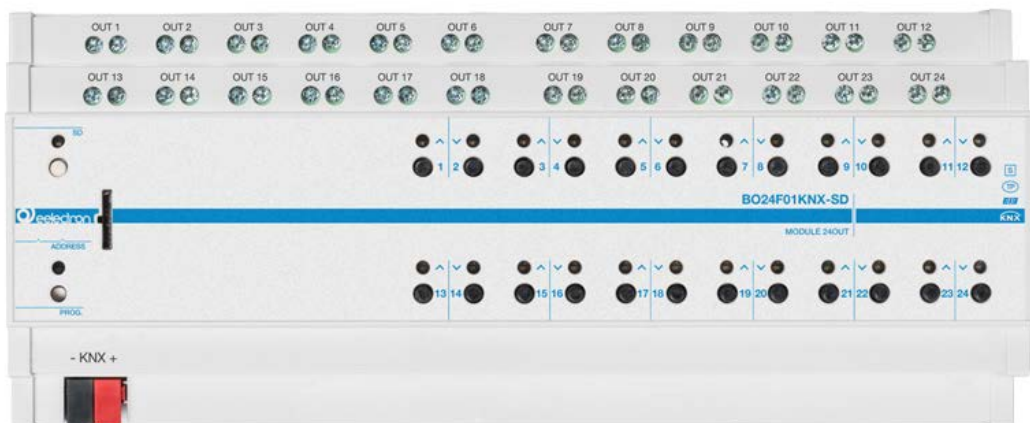 OUT 1 OUT 2 OUT 3 OUT 4 OUT 5 OUT 6 OUT 7 OUT 8 OUT 9 OUT 10 OUT 11 OUT 12
OUT 13 OUT 14 OUT 15 OUT 16 OUT 17 OUT 18 OUT 19 OUT 20 OUT 21 OUT 22 OUT 23 OUT 24
SD
1 2 3 4 5 6 7 8 9 10 11 12
S
TP
BO24F01KNX-SD
eelectron
KNX
MODULE 24OUT
ADDRESS
13 14 15 16 17 18 19 20 21 22 23 24
PROG.
- KNX +